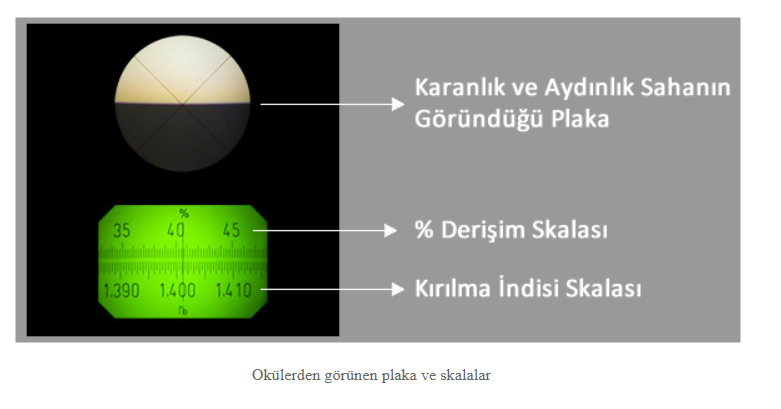 Karanlık ve Aydınlık Sahanın
Göründüğü Plaka
%
35 40 45
% Derişim Skalası
1.390 1.400 1.410
Kırılma İndisi Skalası
nD
Okülerden görünen plaka ve skalalar